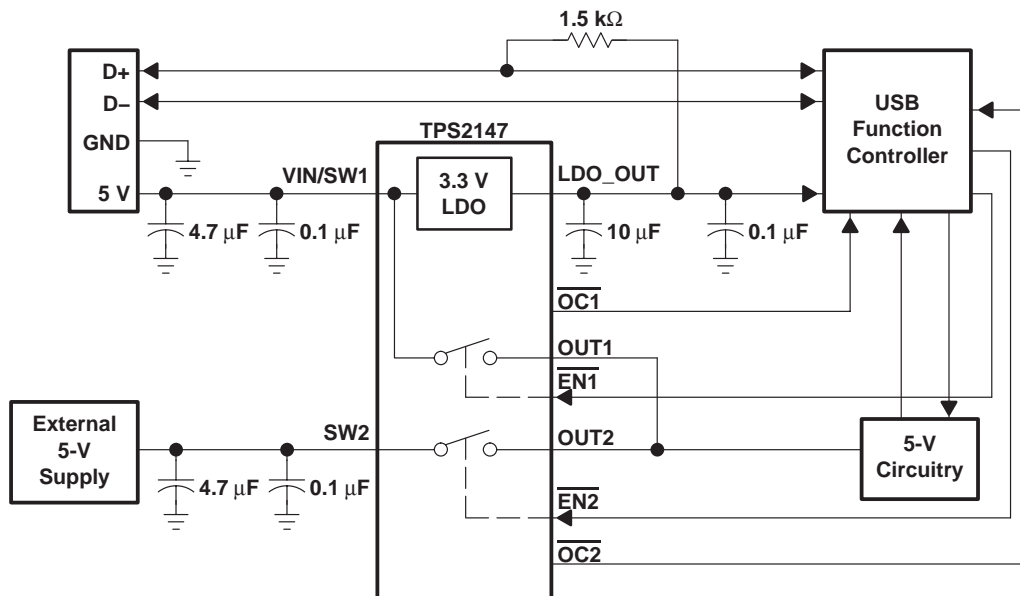 1.5 kΩ
D+
D–
GND
5 V
USB
Function
Controller
TPS2147
VIN/SW1
3.3 V
LDO
LDO_OUT
4.7 μF
0.1 μF
10 μF
0.1 μF
OC1
OUT1
EN1
External
5-V
Supply
SW2
OUT2
5-V
Circuitry
4.7 μF
0.1 μF
EN2
OC2